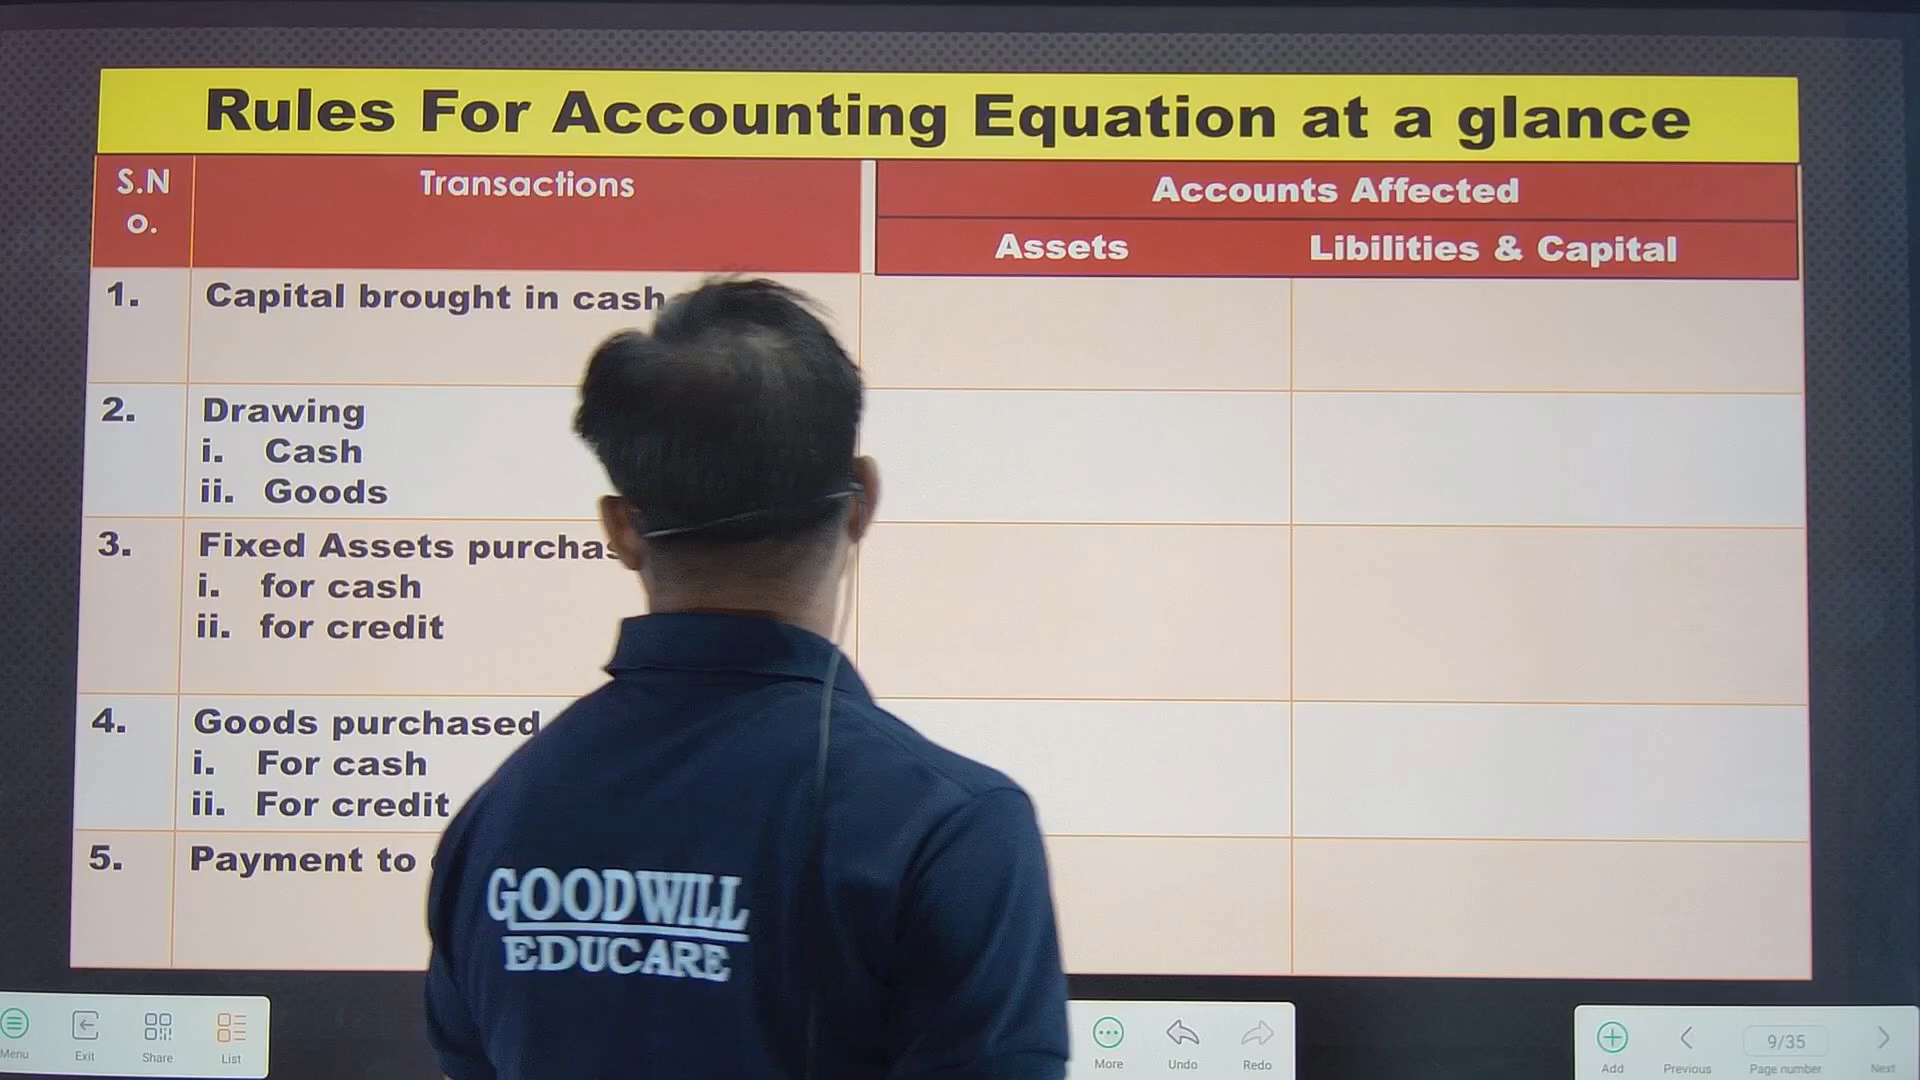 Rules For Accounting Equation at a glance
S.N
o.
Transactions
Accounts Affected
Assets
Libilities & Capital
1.
Capital brought in cash
2.
Drawing
i. Cash
ii. Goods
3.
Fixed Assets
i. for cash
ii. for credit
4.
Goods purchased
i. For cash
ii. For credit
5.
Payment to
GOODWILL
EDUCARE
Menu
Exit
Share
List
More
Undo
Redo
Add
Previous
9/35
Page number
Next